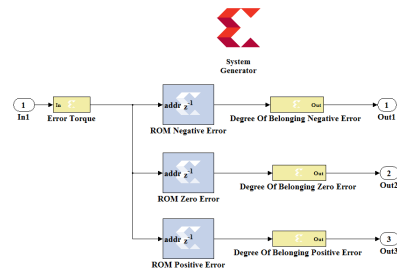 System
Generator
1
In1
In
Error Torque
addr z⁻¹
ROM Negative Error
Out
Degree Of Belonging Negative Error
1
Out1
addr z⁻¹
ROM Zero Error
Out
Degree Of Belonging Zero Error
2
Out2
addr z⁻¹
ROM Positive Error
Out
Degree Of Belonging Positive Error
3
Out3